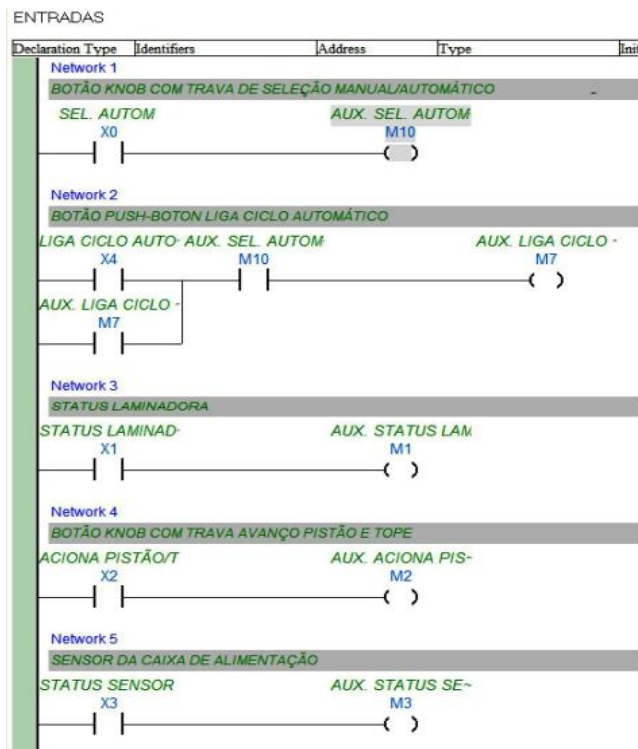 ENTRADAS
Declaration Type Identifiers Address Type Init
Network 1
BOTÃO KNOB COM TRAVA DE SELEÇÃO MANUAL/AUTOMÁTICO -
SEL. AUTOM AUX. SEL. AUTOM
X0 M10
Network 2
BOTÃO PUSH-BOTON LIGA CICLO AUTOMÁTICO
LIGA CICLO AUTO- AUX. SEL. AUTOM AUX. LIGA CICLO -
X4 M10 M7
AUX. LIGA CICLO -
M7
Network 3
STATUS LAMINADORA
STATUS LAMINAD- AUX. STATUS LAM
X1 M1
Network 4
BOTÃO KNOB COM TRAVA AVANÇO PISTÃO E TOPE
ACIONA PISTÃO/T AUX. ACIONA PIS~
X2 M2
Network 5
SENSOR DA CAIXA DE ALIMENTAÇÃO
STATUS SENSOR AUX. STATUS SE~
X3 M3